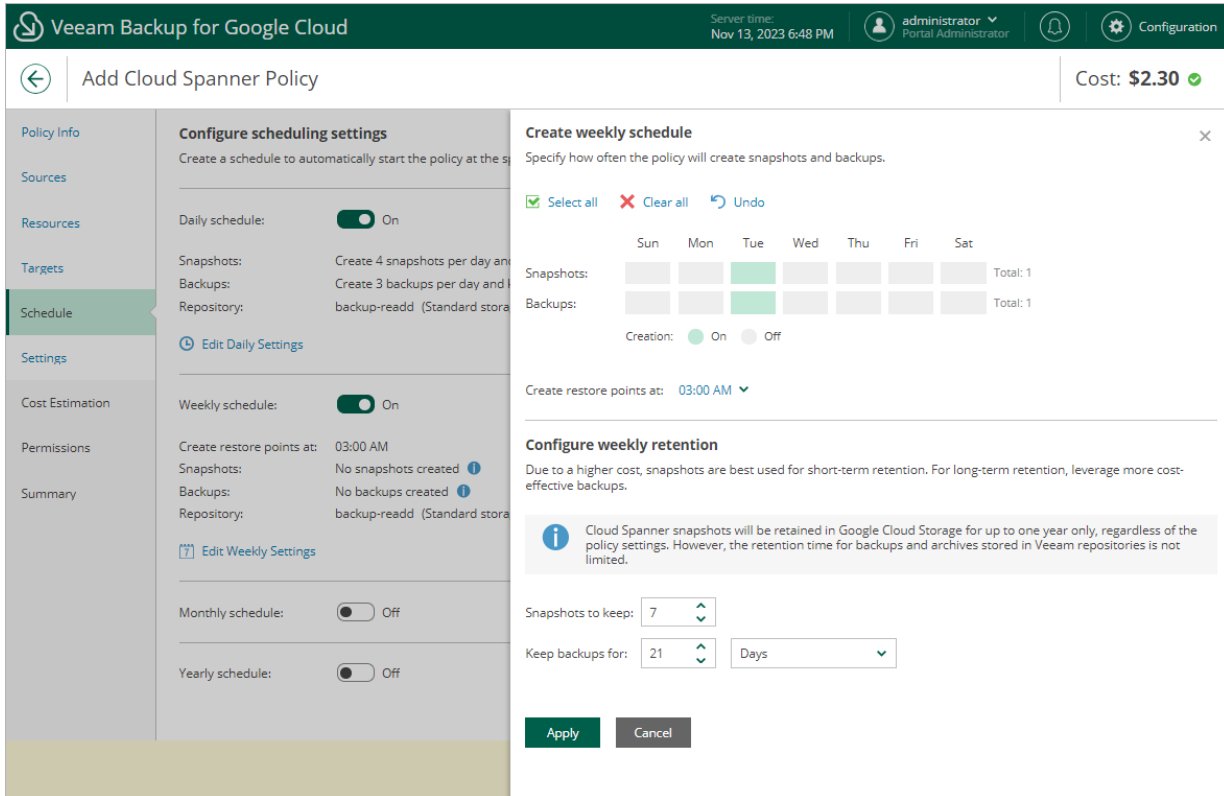 Veeam Backup for Google Cloud
Server time:
Nov 13, 2023 6:48 PM
administrator
Portal Administrator
Configuration
Add Cloud Spanner Policy
Cost: $2.30
Policy Info
Sources
Resources
Targets
Schedule
Settings
Cost Estimation
Permissions
Summary
Configure scheduling settings
Create a schedule to automatically start the policy at the
Daily schedule: On
Snapshots: Create 4 snapshots per day
Backups: Create 3 backups per day and
Repository: backup-readd (Standard
Edit Daily Settings
Weekly schedule: On
Create restore points at: 03:00 AM
Snapshots: No snapshots created
Backups: No backups created
Repository: backup-readd (Standard
7 Edit Weekly Settings
Monthly schedule: Off
Yearly schedule: Off
Create weekly schedule
Specify how often the policy will create snapshots and backups.
Select all Clear all Undo
Sun Mon Tue Wed Thu Fri Sat
Snapshots: Total: 1
Backups: Total: 1
Creation: On Off
Create restore points at: 03:00 AM
Configure weekly retention
Due to a higher cost, snapshots are best used for short-term retention. For long-term retention, leverage more cost-
effective backups.
Cloud Spanner snapshots will be retained in Google Cloud Storage for up to one year only, regardless of the
policy settings. However, the retention time for backups and archives stored in Veeam repositories is not
limited.
Snapshots to keep: 7
Keep backups for: 21 Days
Apply Cancel